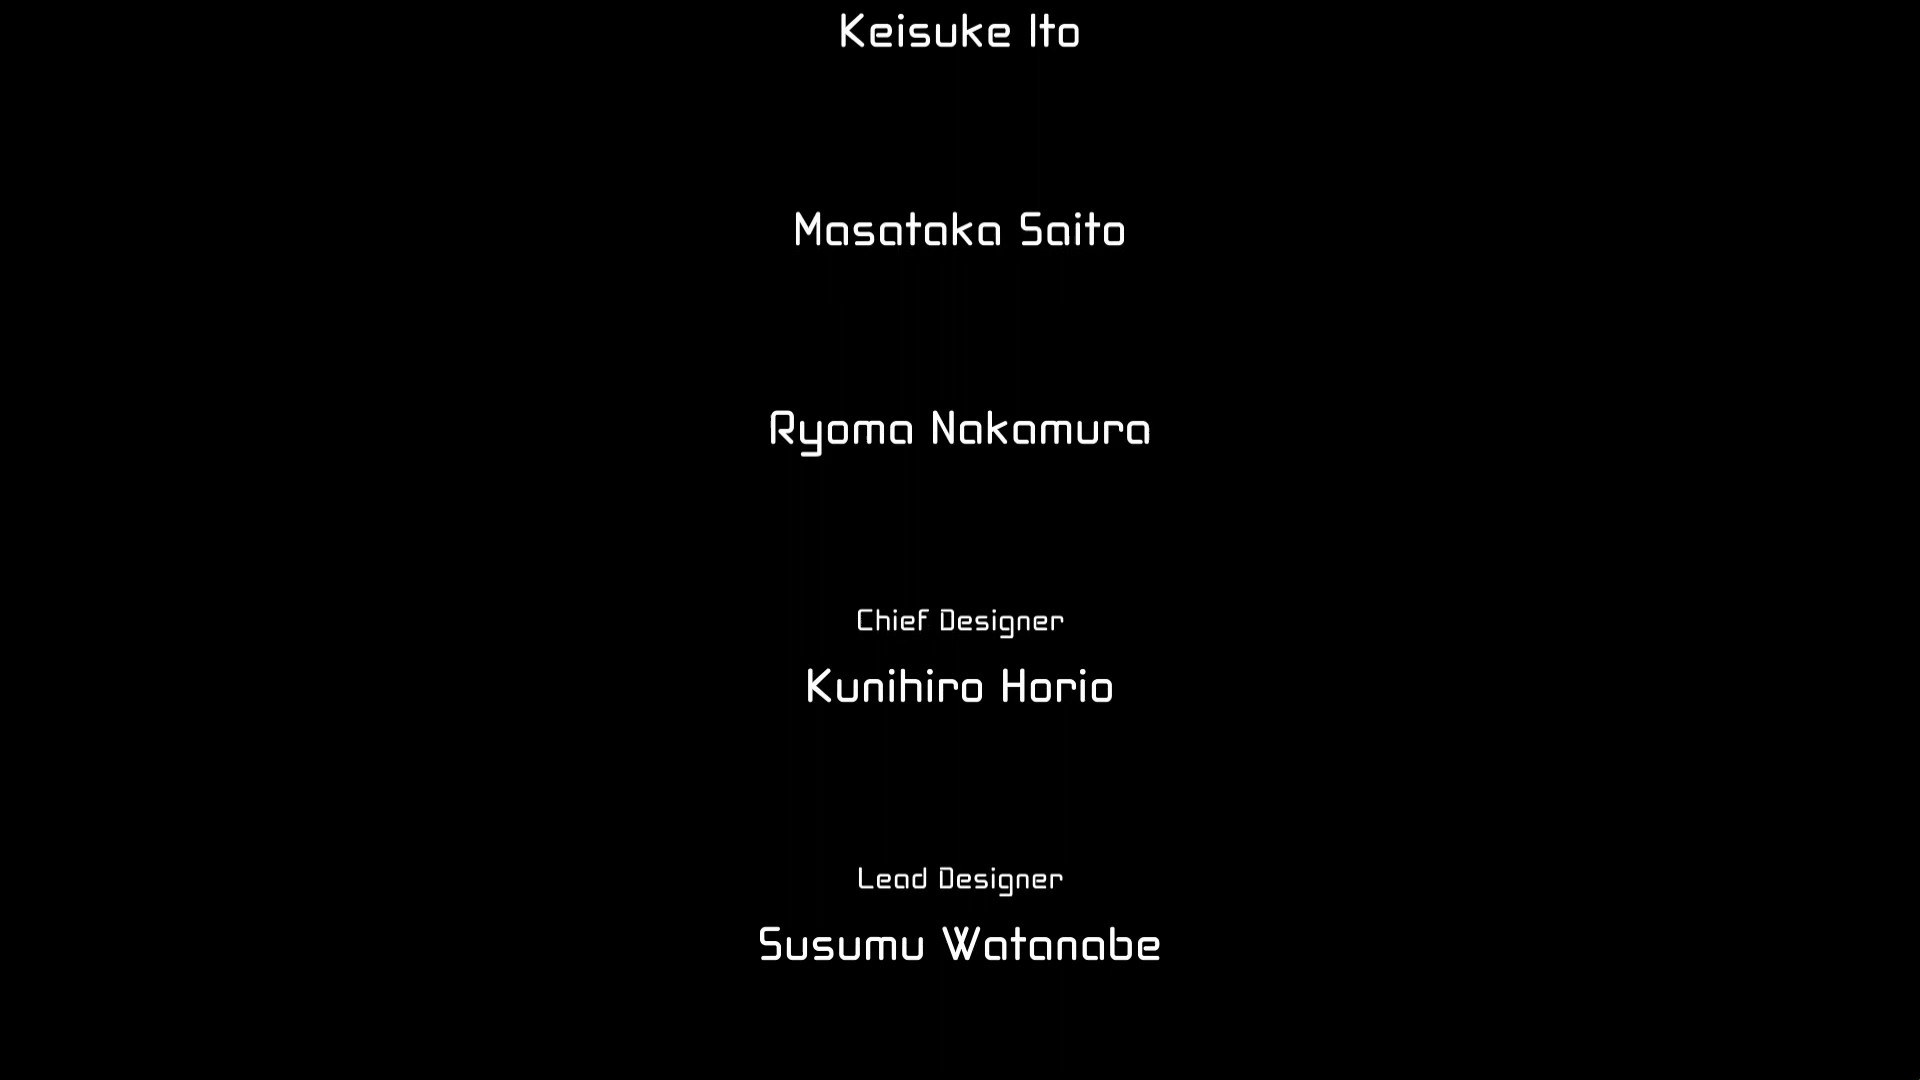 Keisuke Ito
Masataka Saito
Ryoma Nakamura
Chief Designer
Kunihiro Horio
Lead Designer
Susumu Watanabe